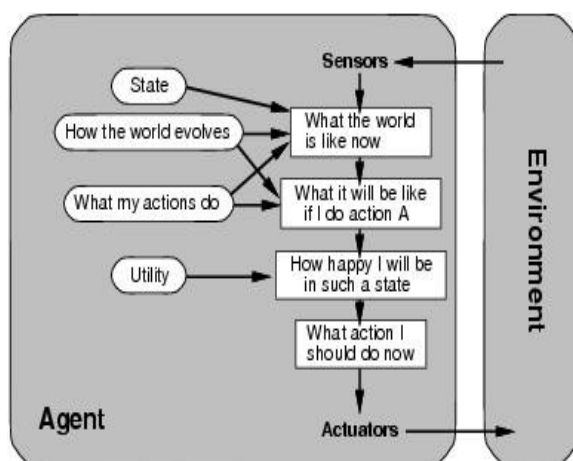 Sensors
State
What the world
is like now
How the world evolves
What my actions do
What it will be like
if I do action A
Utility
How happy I will be
in such a state
What action I
should do now
Agent
Actuators
Environment